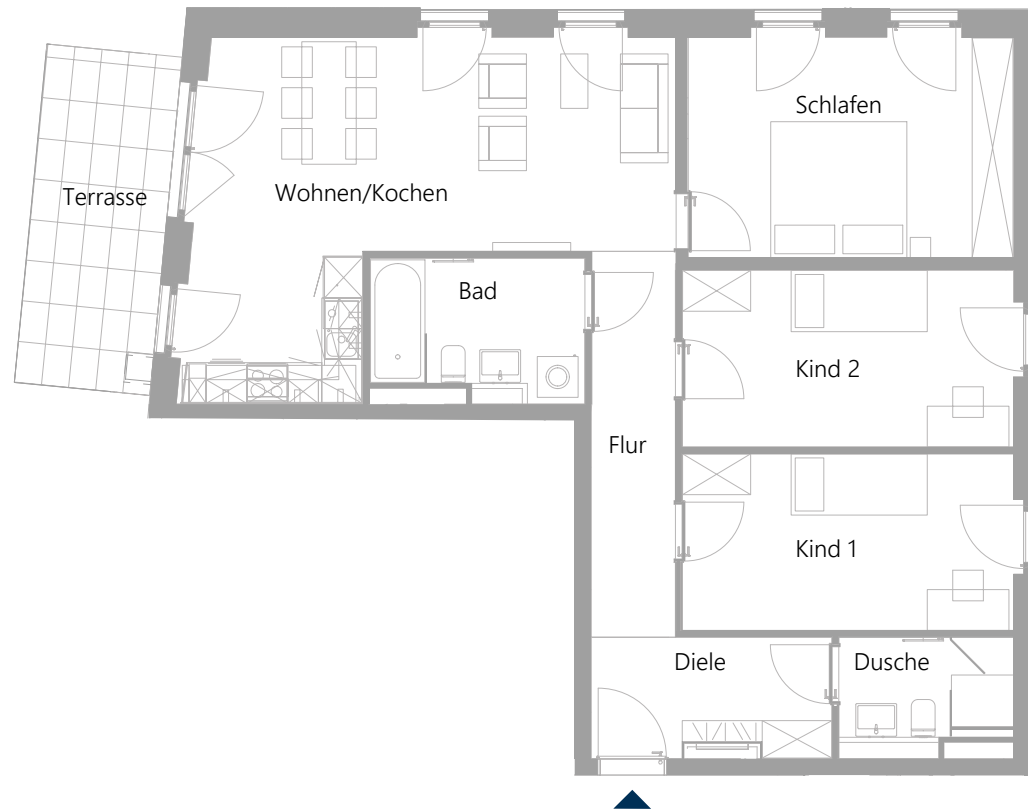 Schlafen
Terrasse
Wohnen/Kochen
Bad
Kind 2
Flur
Kind 1
Diele
Dusche